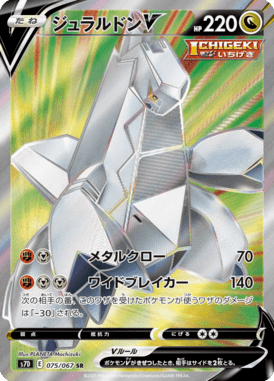 たね ジュラルドンV HP220
ICHIGEKI
いちげき
メタルクロー 70
ワイドブレイカー 140
次の相手の番、このワザを受けたポケモンが使うワザのダメージ
は「-30」される。
弱点 抵抗力 にげる
Illus. PLANETA Mochizuki
Vルール
s7D E 075/067 SR
ポケモンVがきぜつしたとき、相手はサイドを2枚とる。